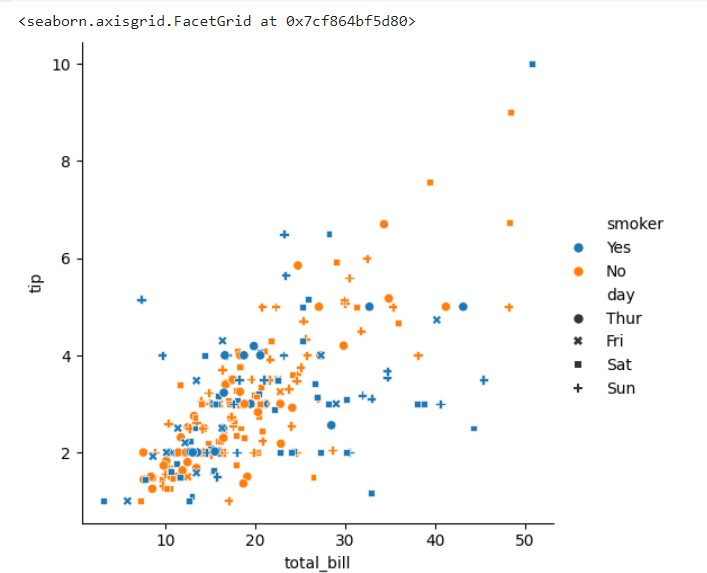 <seaborn.axisgrid.FacetGrid at 0x7cf864bf5d80>
10
8
6
4
2
tip
10
20
30
40
50
total_bill
smoker
Yes
No
day
Thur
Fri
Sat
Sun